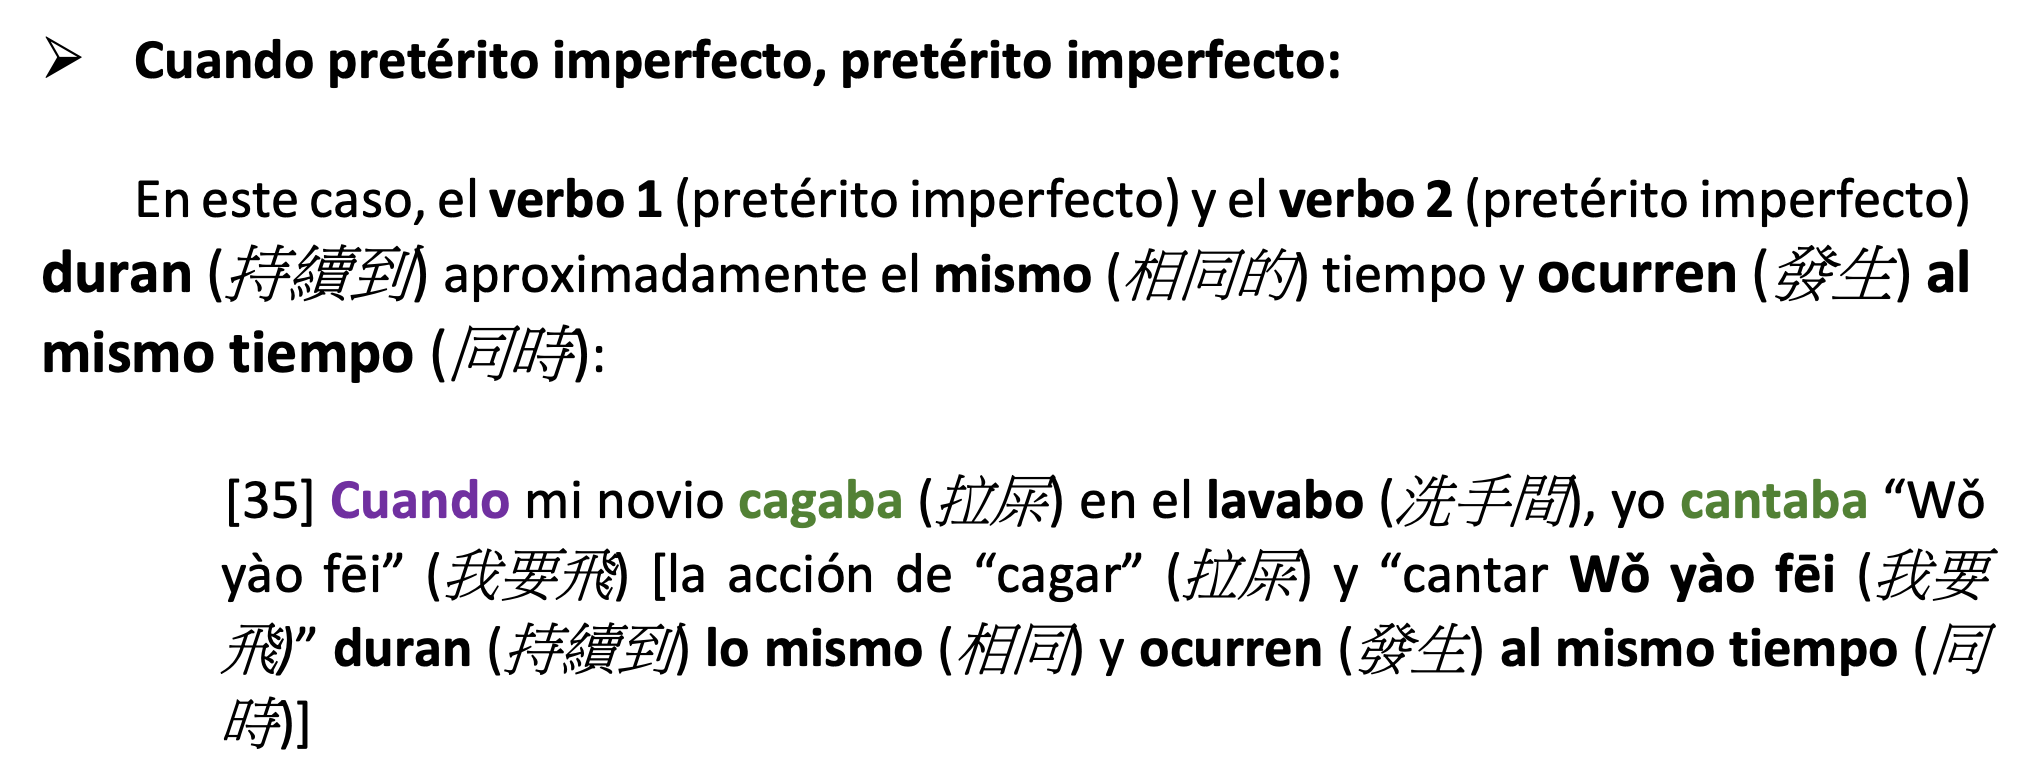 ➢ Cuando pretérito imperfecto, pretérito imperfecto:
En este caso, el verbo 1 (pretérito imperfecto) y el verbo 2 (pretérito imperfecto)
duran (持續到) aproximadamente el mismo (相同的) tiempo y ocurren (發生) al
mismo tiempo (同時):
[35] Cuando mi novio cagaba (拉屎) en el lavabo (洗手間), yo cantaba “Wǒ
yào fēi” (我要飛) [la acción de “cagar” (拉屎) y “cantar Wǒ yào fēi (我要
飛)” duran (持續到) lo mismo (相同) y ocurren (發生) al mismo tiempo (同
時)]